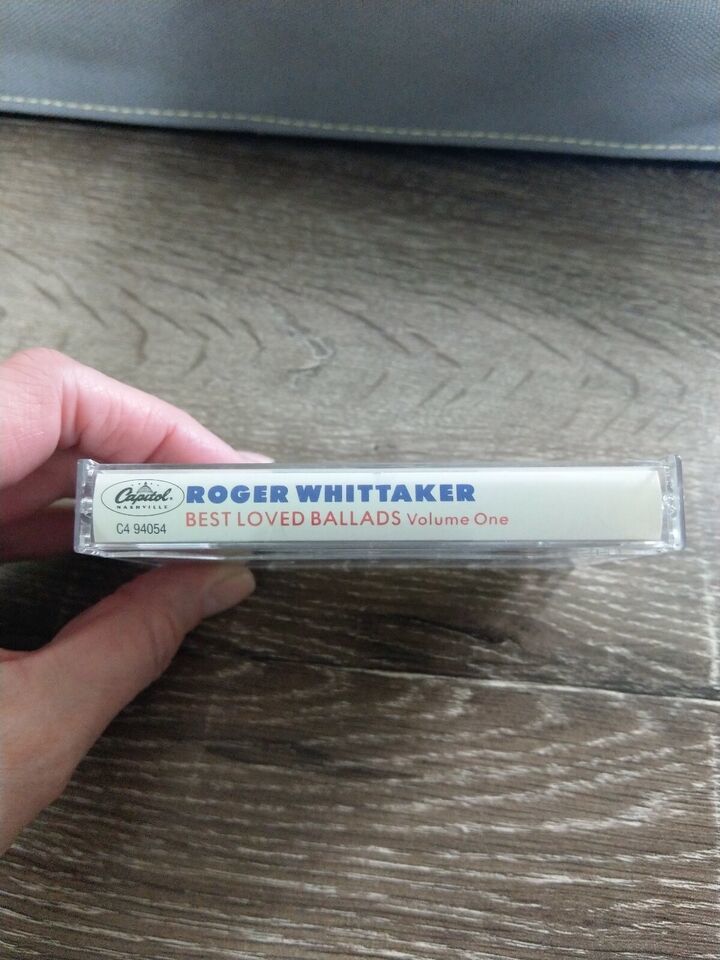 Capitol®
NASHVILLE
C4 94054
ROGER WHITTAKER
BEST LOVED BALLADS Volume One